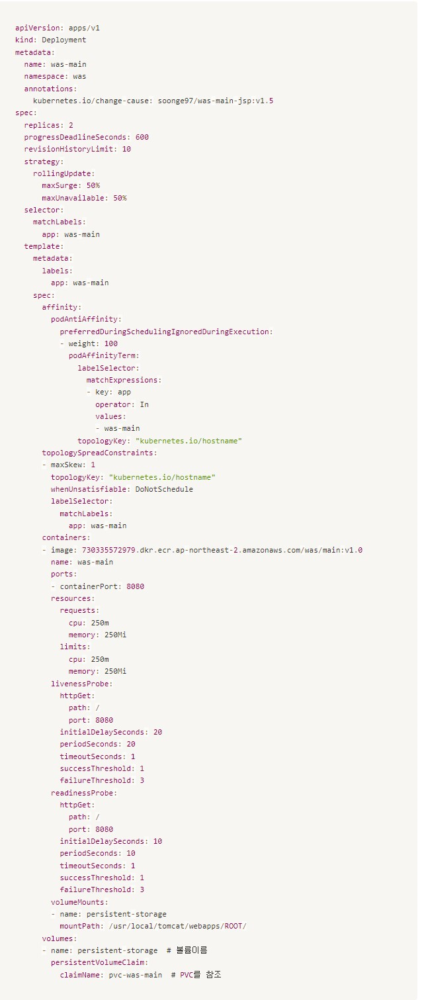 apiVersion: apps/v1
kind: Deployment
metadata:
  name: was-main
  namespace: was
  annotations:
    kubernetes.io/change-cause: soonge97/was-main-jsp:v1.5
spec:
  replicas: 2
  progressDeadlineSeconds: 600
  revisionHistoryLimit: 10
  strategy:
    rollingUpdate:
      maxSurge: 50%
      maxUnavailable: 50%
  selector:
    matchLabels:
      app: was-main
  template:
    metadata:
      labels:
        app: was-main
    spec:
      affinity:
        podAntiAffinity:
          preferredDuringSchedulingIgnoredDuringExecution:
          - weight: 100
            podAffinityTerm:
              labelSelector:
                matchExpressions:
                - key: app
                  operator: In
                  values:
                  - was-main
              topologyKey: "kubernetes.io/hostname"
      topologySpreadConstraints:
      - maxSkew: 1
        topologyKey: "kubernetes.io/hostname"
        whenUnsatisfiable: DoNotSchedule
        labelSelector:
          matchLabels:
            app: was-main
      containers:
      - image: 730335572979.dkr.ecr.ap-northeast-2.amazonaws.com/was/main:v1.0
        name: was-main
        ports:
        - containerPort: 8080
        resources:
          requests:
            cpu: 250m
            memory: 250Mi
          limits:
            cpu: 250m
            memory: 250Mi
        livenessProbe:
          httpGet:
            path: /
            port: 8080
          initialDelaySeconds: 20
          periodSeconds: 20
          timeoutSeconds: 1
          successThreshold: 1
          failureThreshold: 3
        readinessProbe:
          httpGet:
            path: /
            port: 8080
          initialDelaySeconds: 10
          periodSeconds: 10
          timeoutSeconds: 1
          successThreshold: 1
          failureThreshold: 3
        volumeMounts:
        - name: persistent-storage
          mountPath: /usr/local/tomcat/webapps/ROOT/
      volumes:
      - name: persistent-storage  # 볼륨이름
        persistentVolumeClaim:
          claimName: pvc-was-main  # PVC를 참조